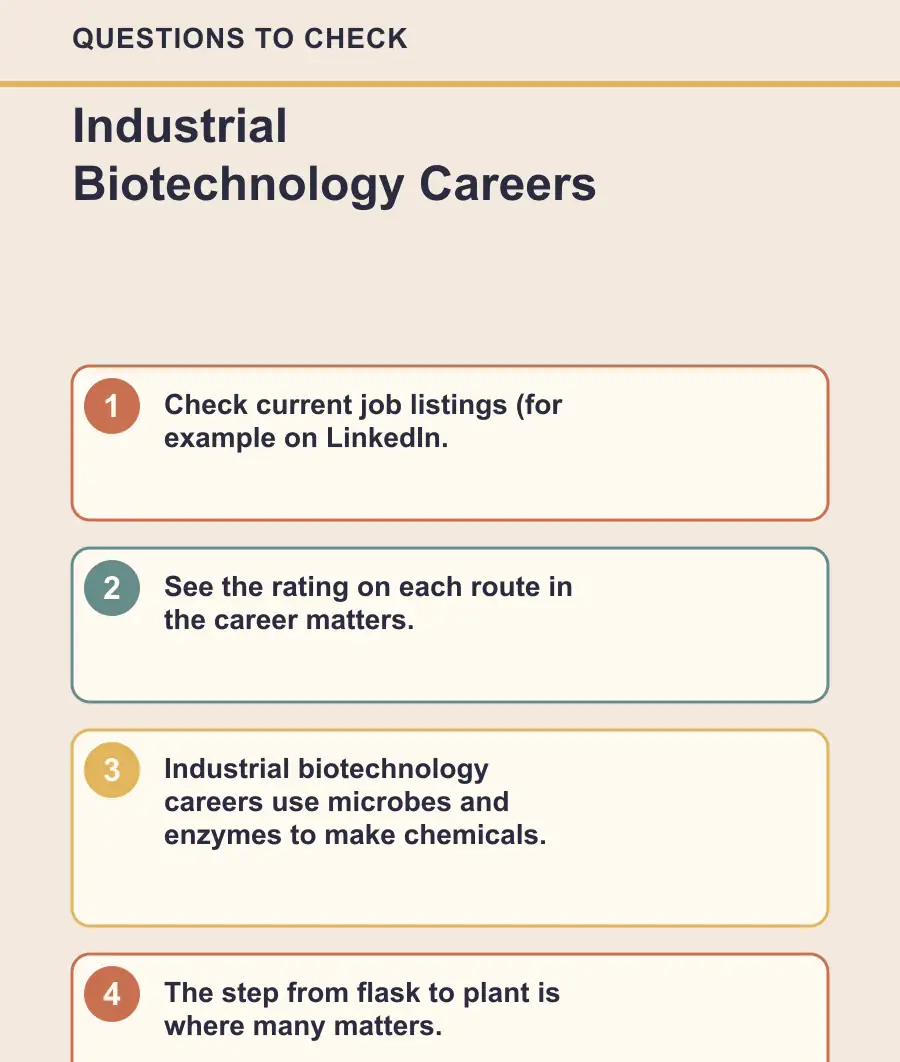 QUESTIONS TO CHECK
Industrial
Biotechnology Careers
1
Check current job listings (for
example on LinkedIn.
2
See the rating on each route in
the career matters.
3
Industrial biotechnology
careers use microbes and
enzymes to make chemicals.
4
The step from flask to plant is
where many matters.